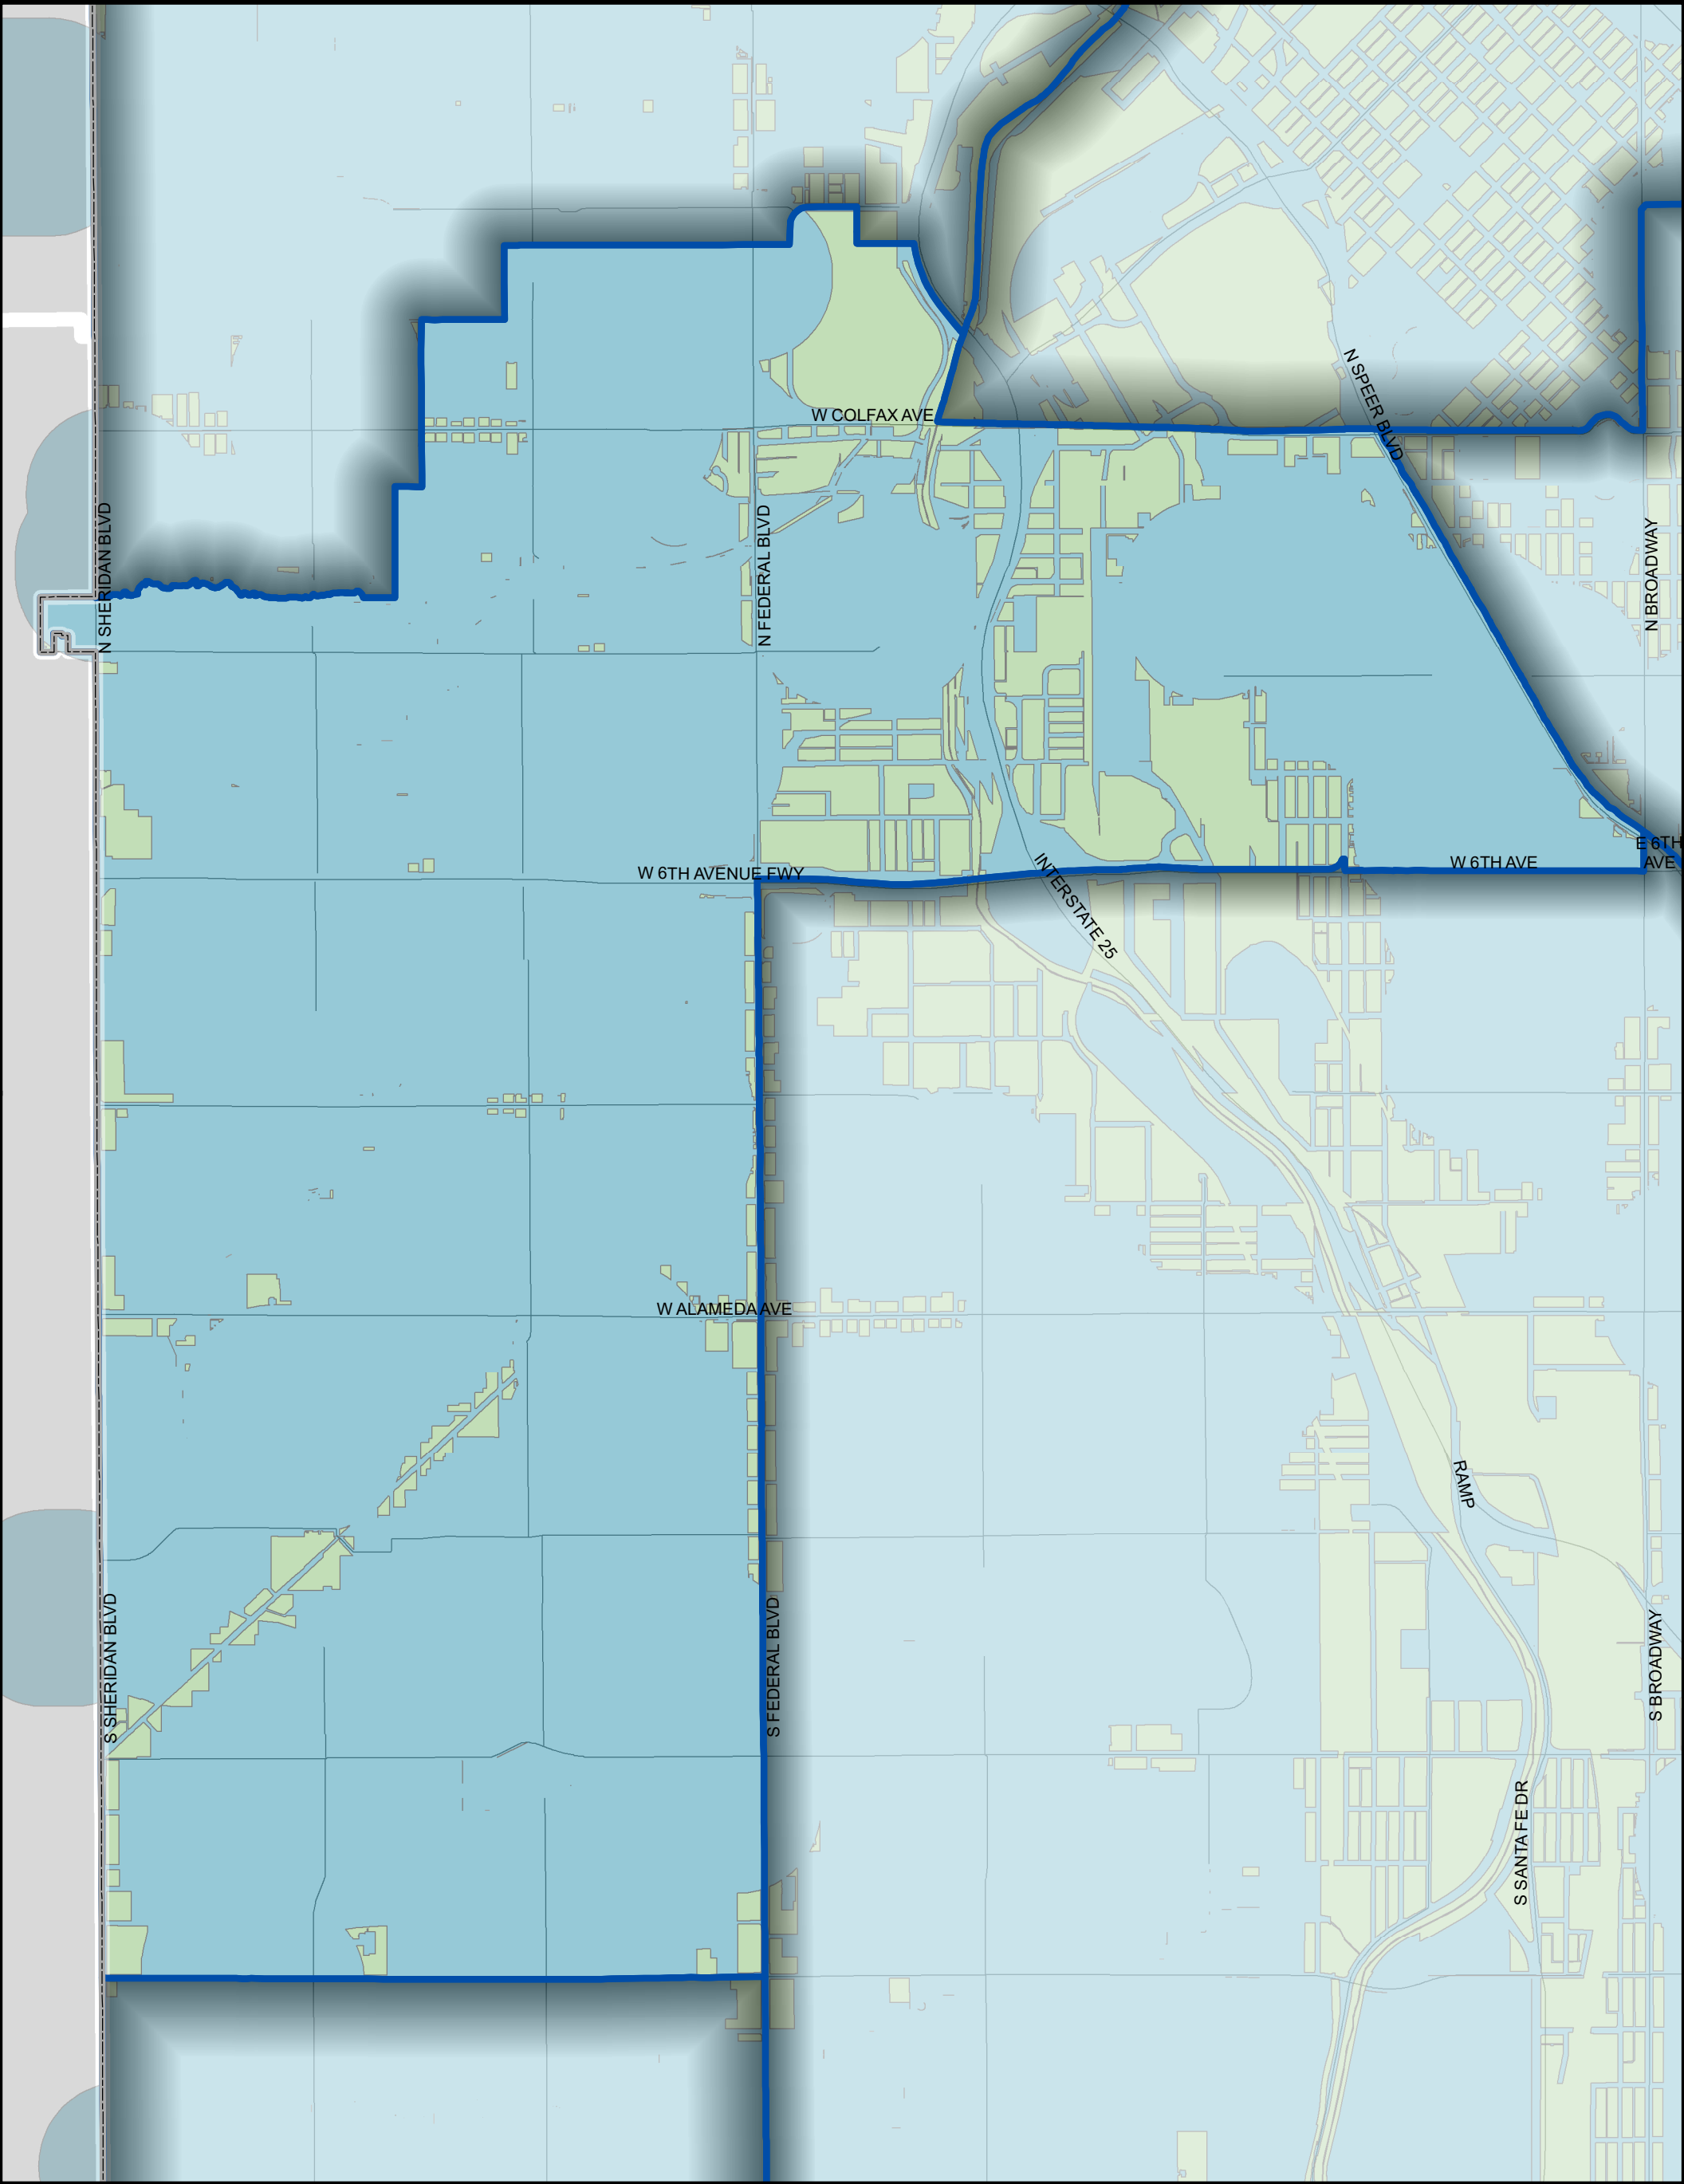 N SPEER BLVD
W COLFAX AVE
N SHERIDAN BLVD
N FEDERAL BLVD
N BROADWAY
W 6TH AVENUE FWY
INTERSTATE 25
W 6TH AVE
E 6TH
AVE
W ALAMEDA AVE
RAMP
S SHERIDAN BLVD
S FEDERAL BLVD
S BROADWAY
S SANTA FE DR